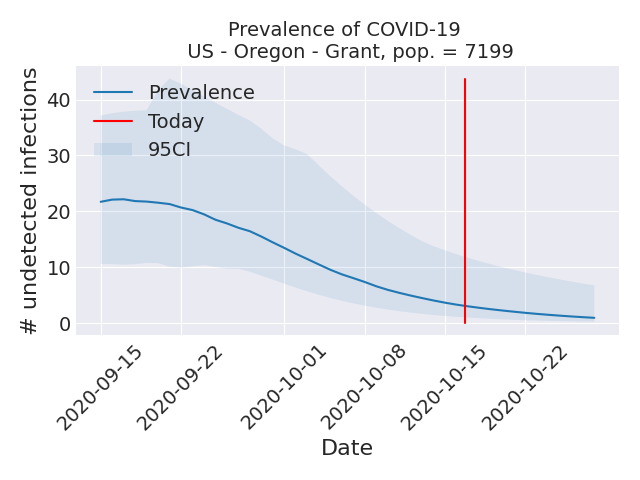 Prevalence of COVID-19
US - Oregon - Grant, pop. = 7199
# undetected infections
40
30
20
10
0
Prevalence
Today
95CI
2020-09-15
2020-09-22
2020-10-01
2020-10-08
2020-10-15
2020-10-22
Date